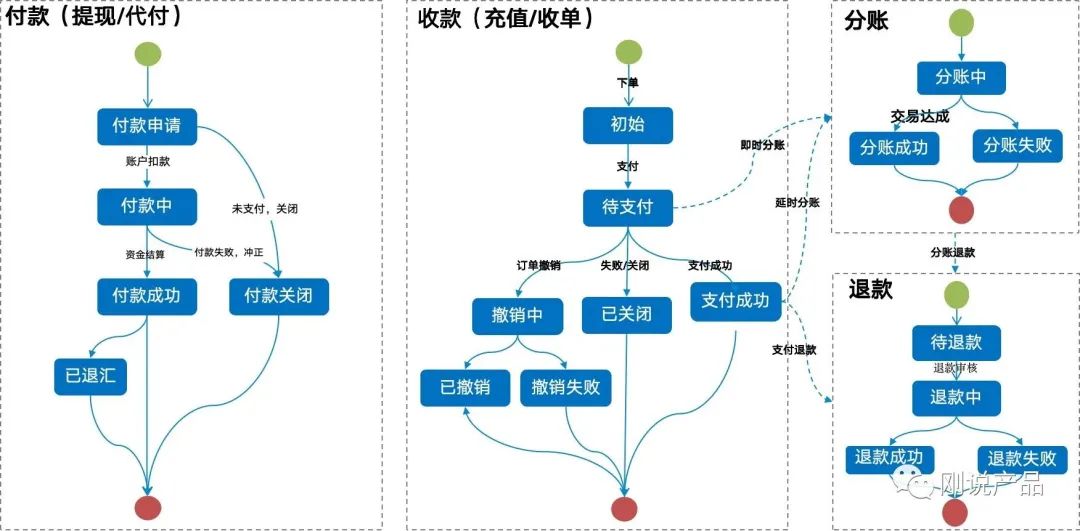 付款（提现/代付）
付款申请
账户扣款
付款中
未支付，关闭
资金结算
付款失败，冲正
付款成功
付款关闭
已退汇
收款（充值/收单）
下单
初始
支付
待支付
订单撤销
失败/关闭
支付成功
撤销中
已关闭
支付成功
已撤销
撤销失败
即时分账
延时分账
支付退款
分账
分账中
交易达成
分账成功
分账失败
分账退款
退款
待退款
退款审核
退款中
退款成功
退款失败
刚说产品